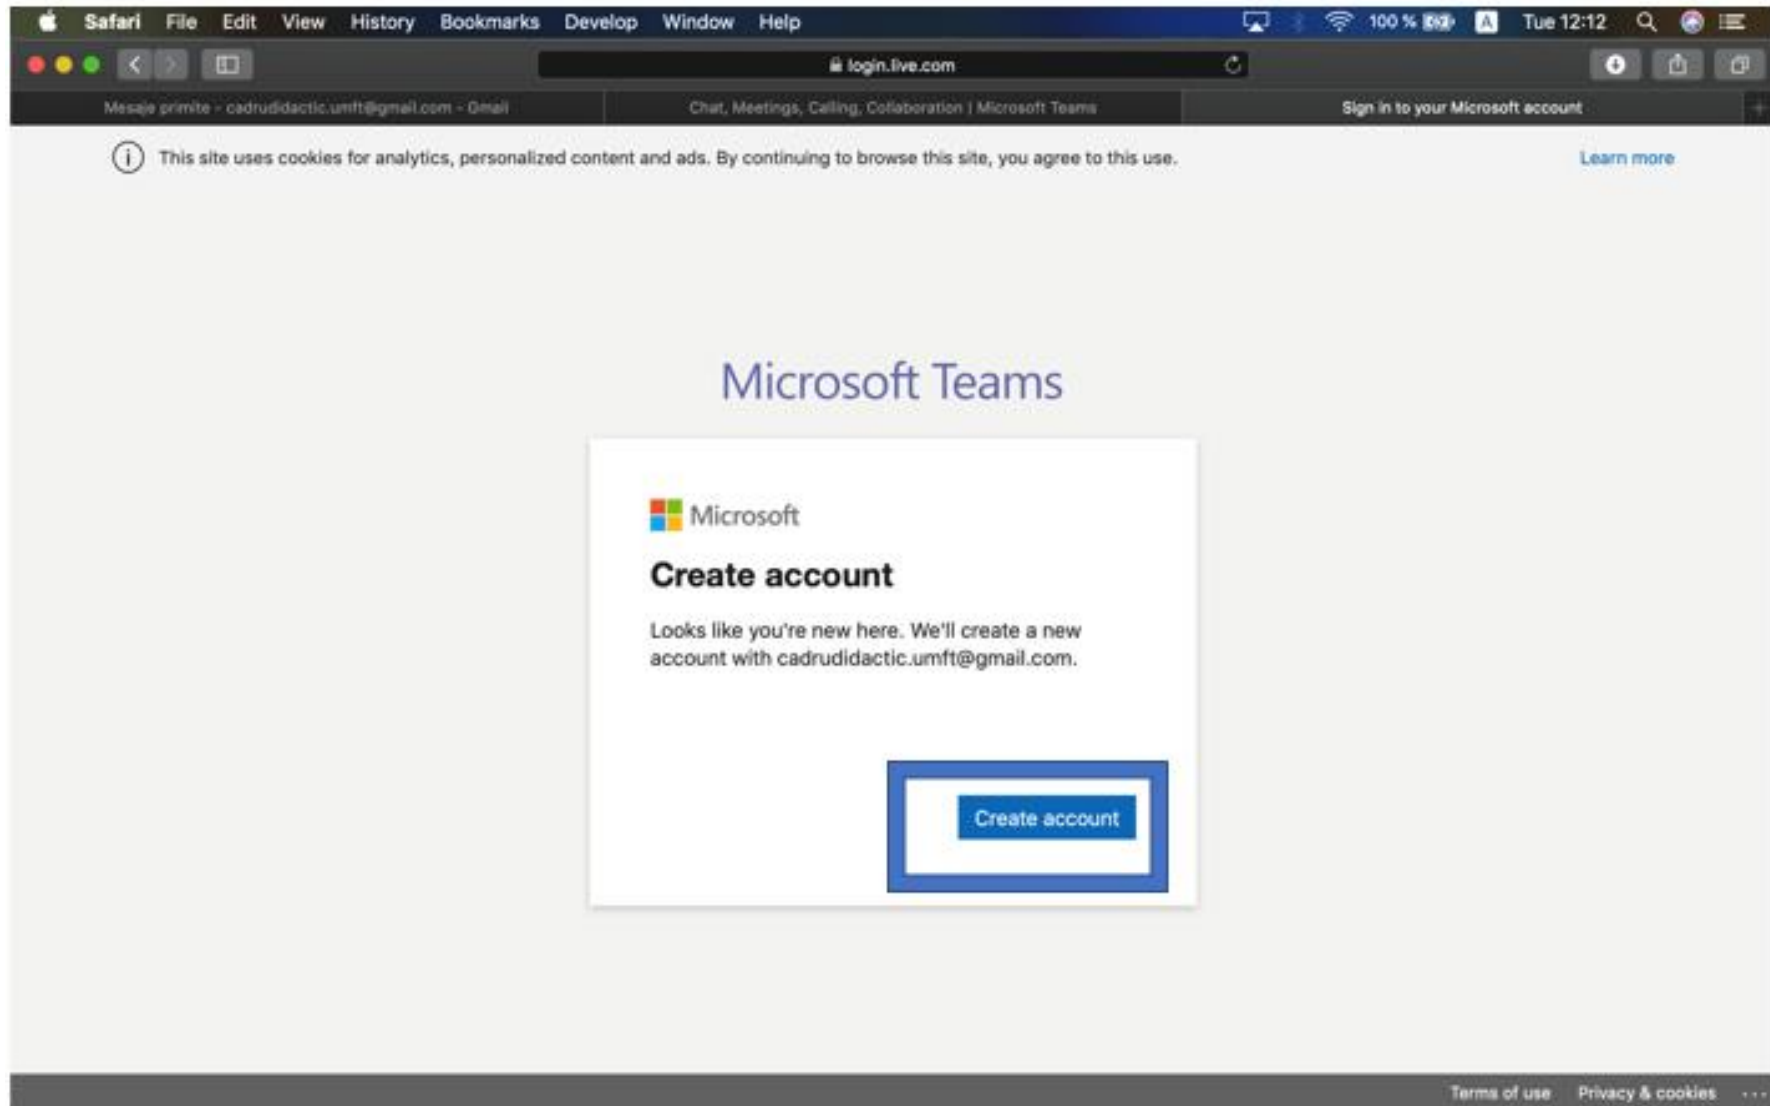 Safari File Edit View History Bookmarks Develop Window Help 100 % A Tue 12:12
login.live.com
Mesaje primite - cadrudidactic.umft@gmail.com - Gmail Chat, Meetings, Calling, Collaboration | Microsoft Teams Sign in to your Microsoft account
This site uses cookies for analytics, personalized content and ads. By continuing to browse this site, you agree to this use. Learn more
Microsoft Teams
Microsoft
Create account
Looks like you're new here. We'll create a new
account with cadrudidactic.umft@gmail.com.
Create account
Terms of use Privacy & cookies ...